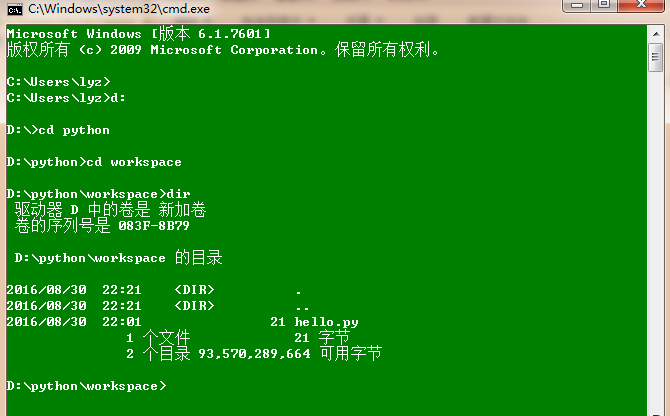 C:\Windows\system32\cmd.exe
Microsoft Windows [版本 6.1.7601]
版权所有 (c) 2009 Microsoft Corporation。保留所有权利。
C:\Users\lyz>
C:\Users\lyz>d:
D:\>cd python
D:\python>cd workspace
D:\python\workspace>dir
驱动器 D 中的卷是 新加卷
卷的序列号是 083F-8B79
D:\python\workspace 的目录
2016/08/30  22:21    <DIR>          .
2016/08/30  22:21    <DIR>          ..
2016/08/30  22:01                21 hello.py
1 个文件             21 字节
2 个目录 93,570,289,664 可用字节
D:\python\workspace>